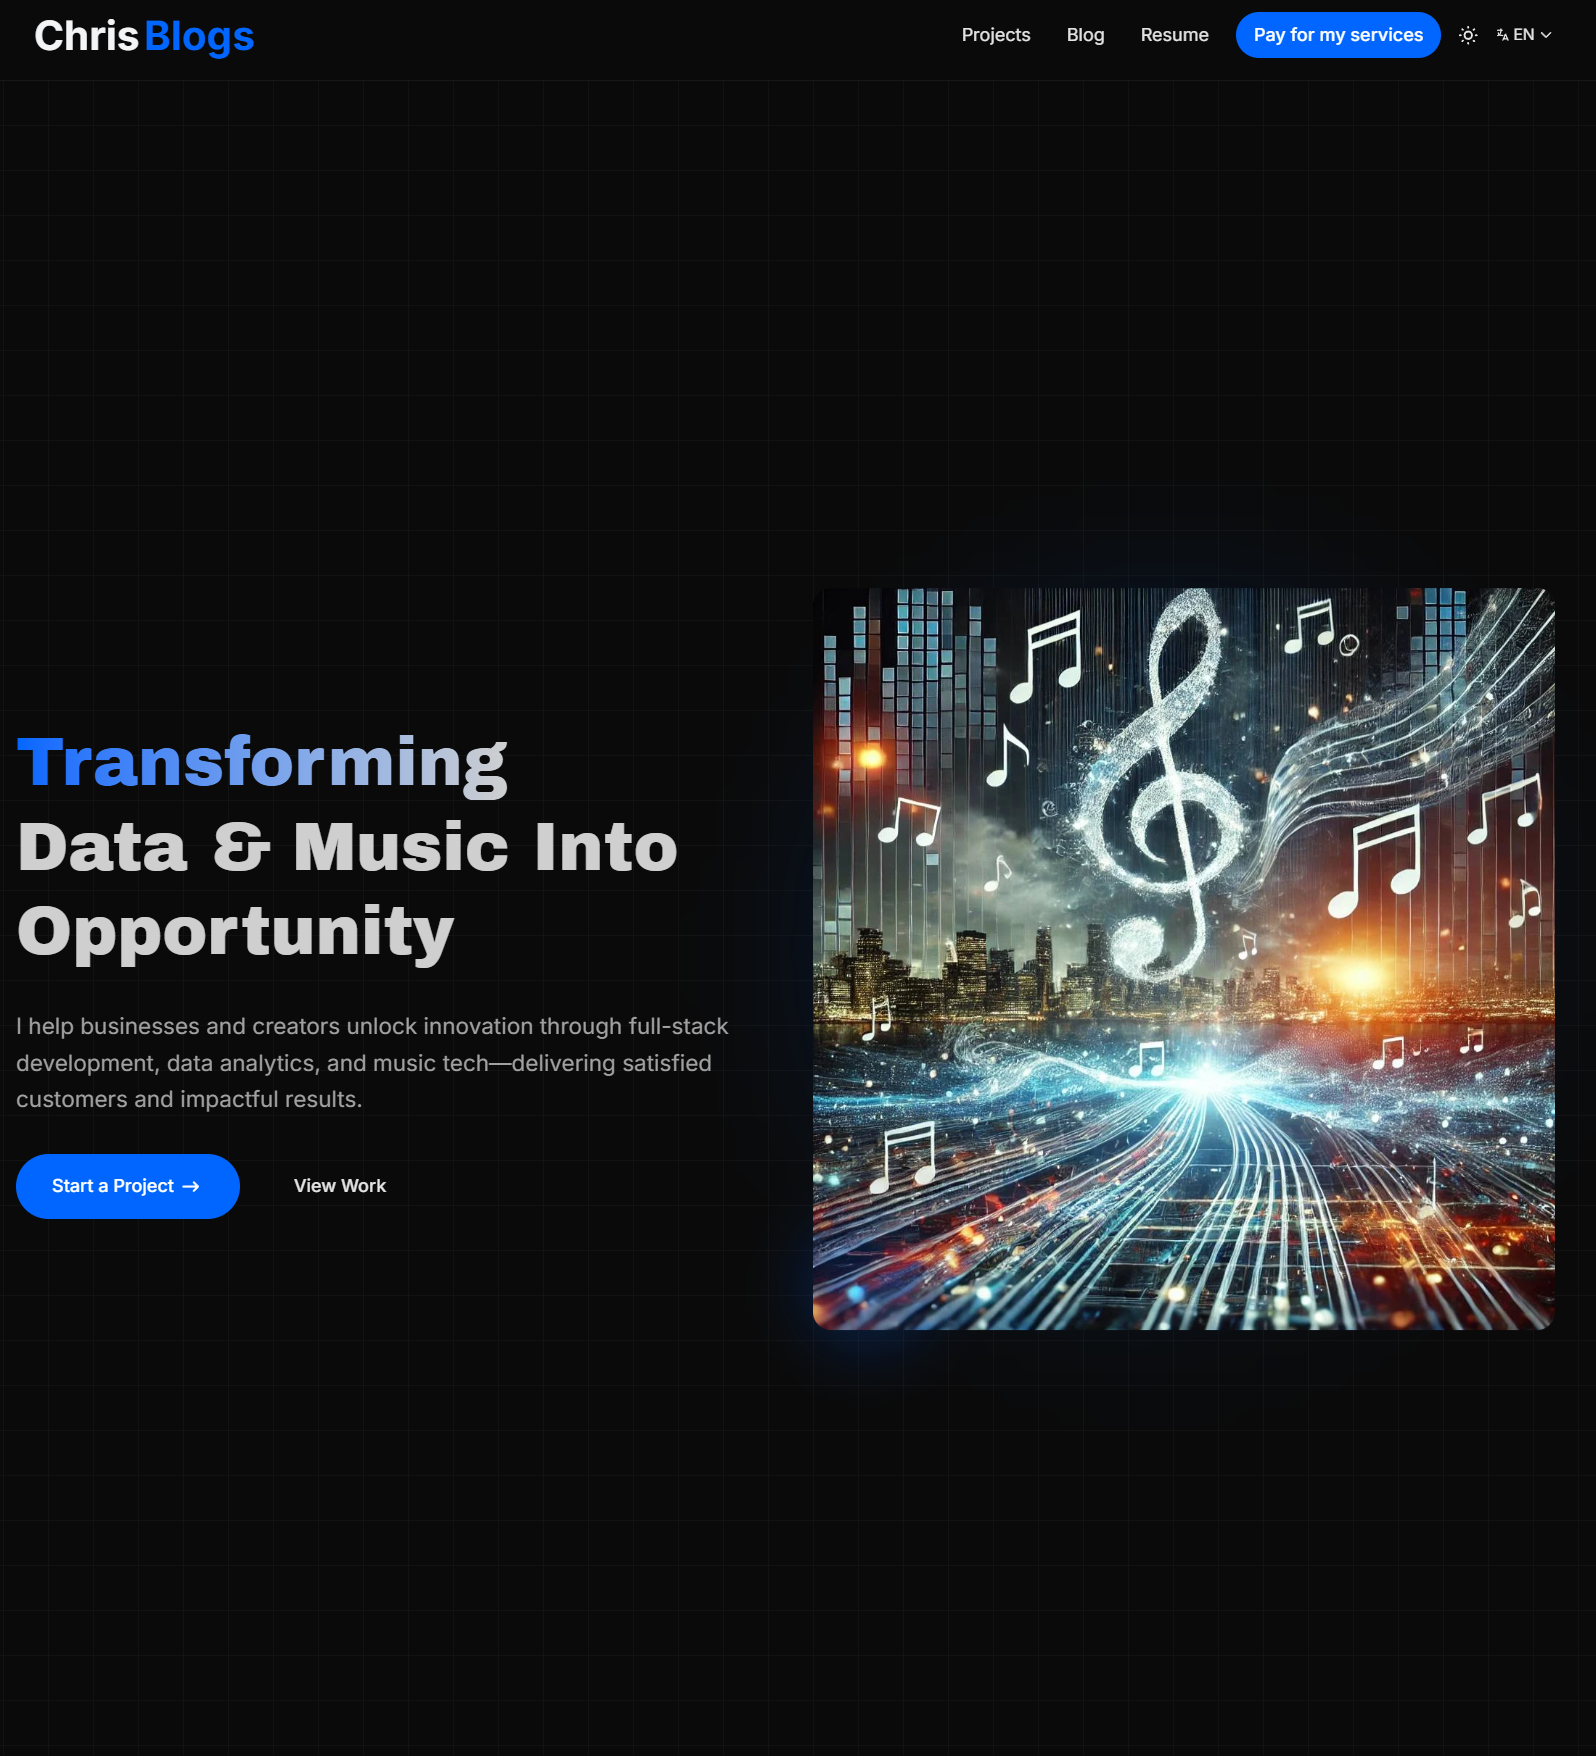 Chris Blogs
Projects
Blog
Resume
Pay for my services
EN
Transforming
Data & Music Into
Opportunity
I help businesses and creators unlock innovation through full-stack
development, data analytics, and music tech—delivering satisfied
customers and impactful results.
Start a Project →
View Work